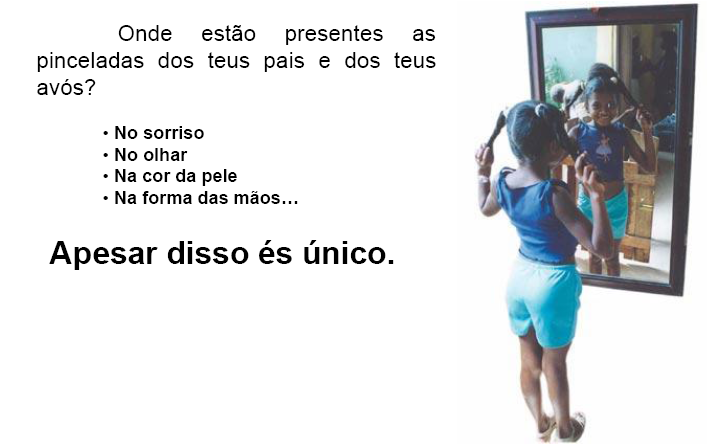 Onde estão presentes as
pinceladas dos teus pais e dos teus
avós?
• No sorriso
• No olhar
• Na cor da pele
• Na forma das mãos…
Apesar disso és único.